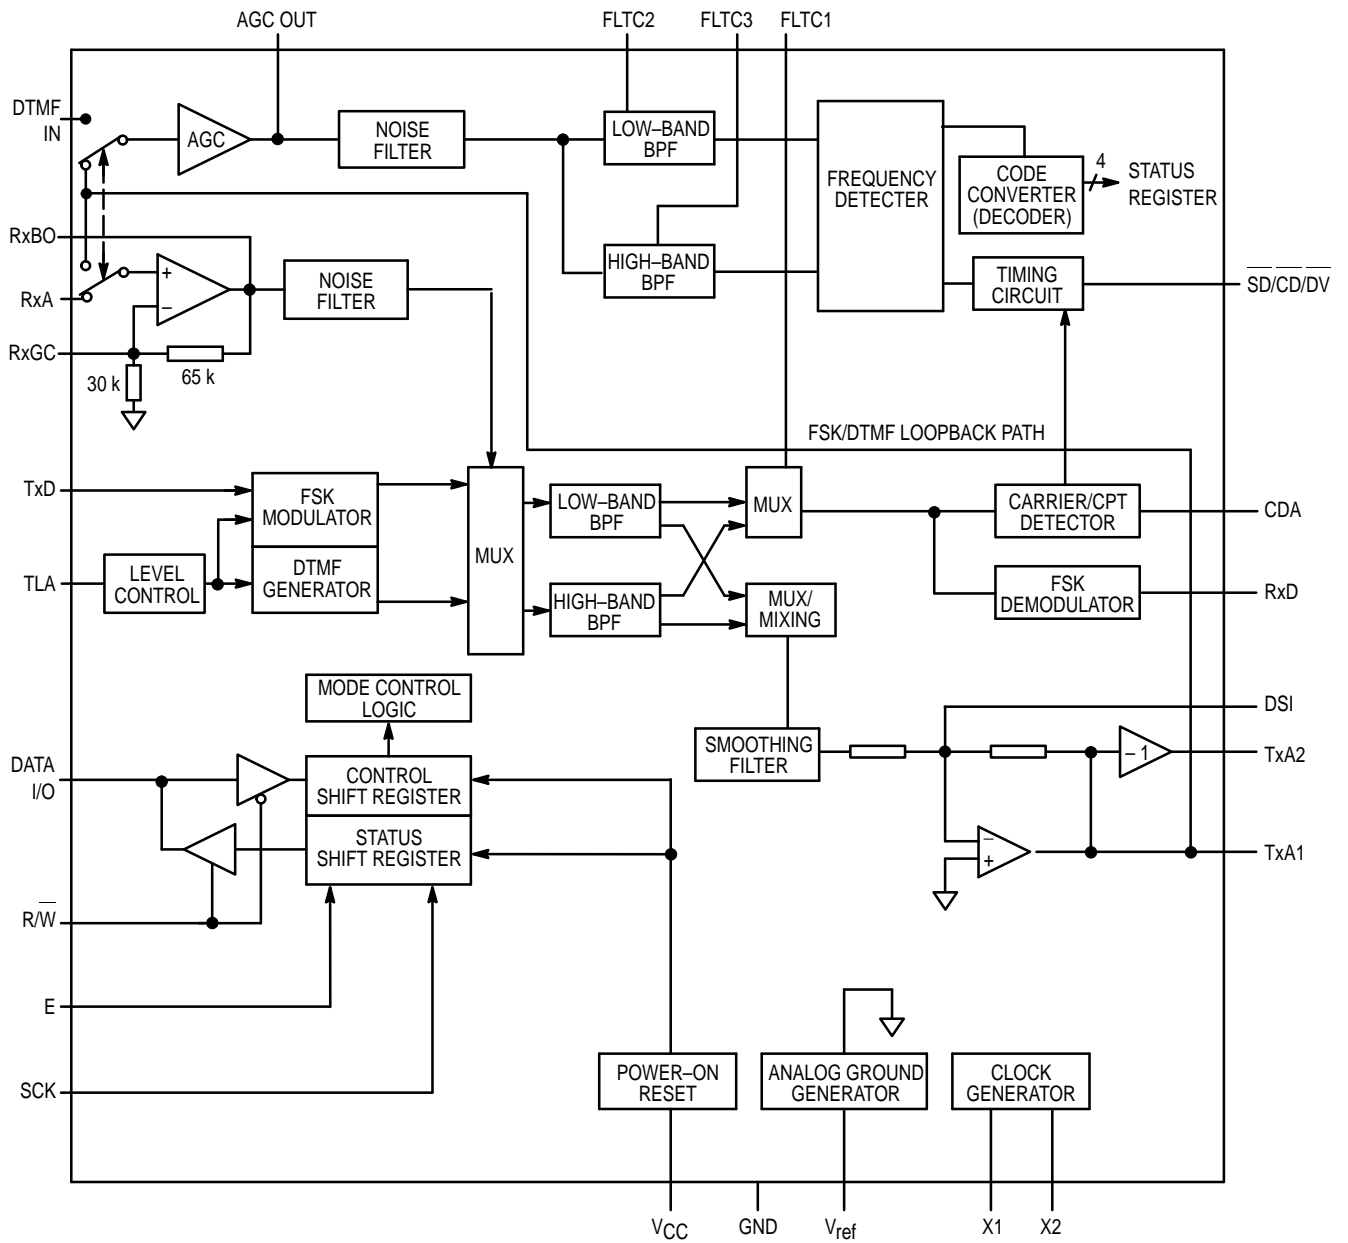 AGC OUT
FLTC2
FLTC3
FLTC1
DTMF
IN
AGC
NOISE
FILTER
LOW–BAND
BPF
FREQUENCY
DETECTER
CODE
CONVERTER
(DECODER)
4
STATUS
REGISTER
RxBO
HIGH–BAND
BPF
TIMING
CIRCUIT
SD/CD/DV
RxA
+
–
NOISE
FILTER
RxGC
30 k
65 k
FSK/DTMF LOOPBACK PATH
TxD
FSK
MODULATOR
MUX
LOW–BAND
BPF
MUX
CARRIER/CPT
DETECTOR
CDA
TLA
LEVEL
CONTROL
DTMF
GENERATOR
HIGH–BAND
BPF
MUX/
MIXING
FSK
DEMODULATOR
RxD
MODE CONTROL
LOGIC
DSI
SMOOTHING
FILTER
– 1
TxA2
DATA
I/O
CONTROL
SHIFT REGISTER
STATUS
SHIFT REGISTER
–
+
TxA1
R/W
E
SCK
POWER–ON
RESET
ANALOG GROUND
GENERATOR
CLOCK
GENERATOR
VCC
GND
Vref
X1
X2